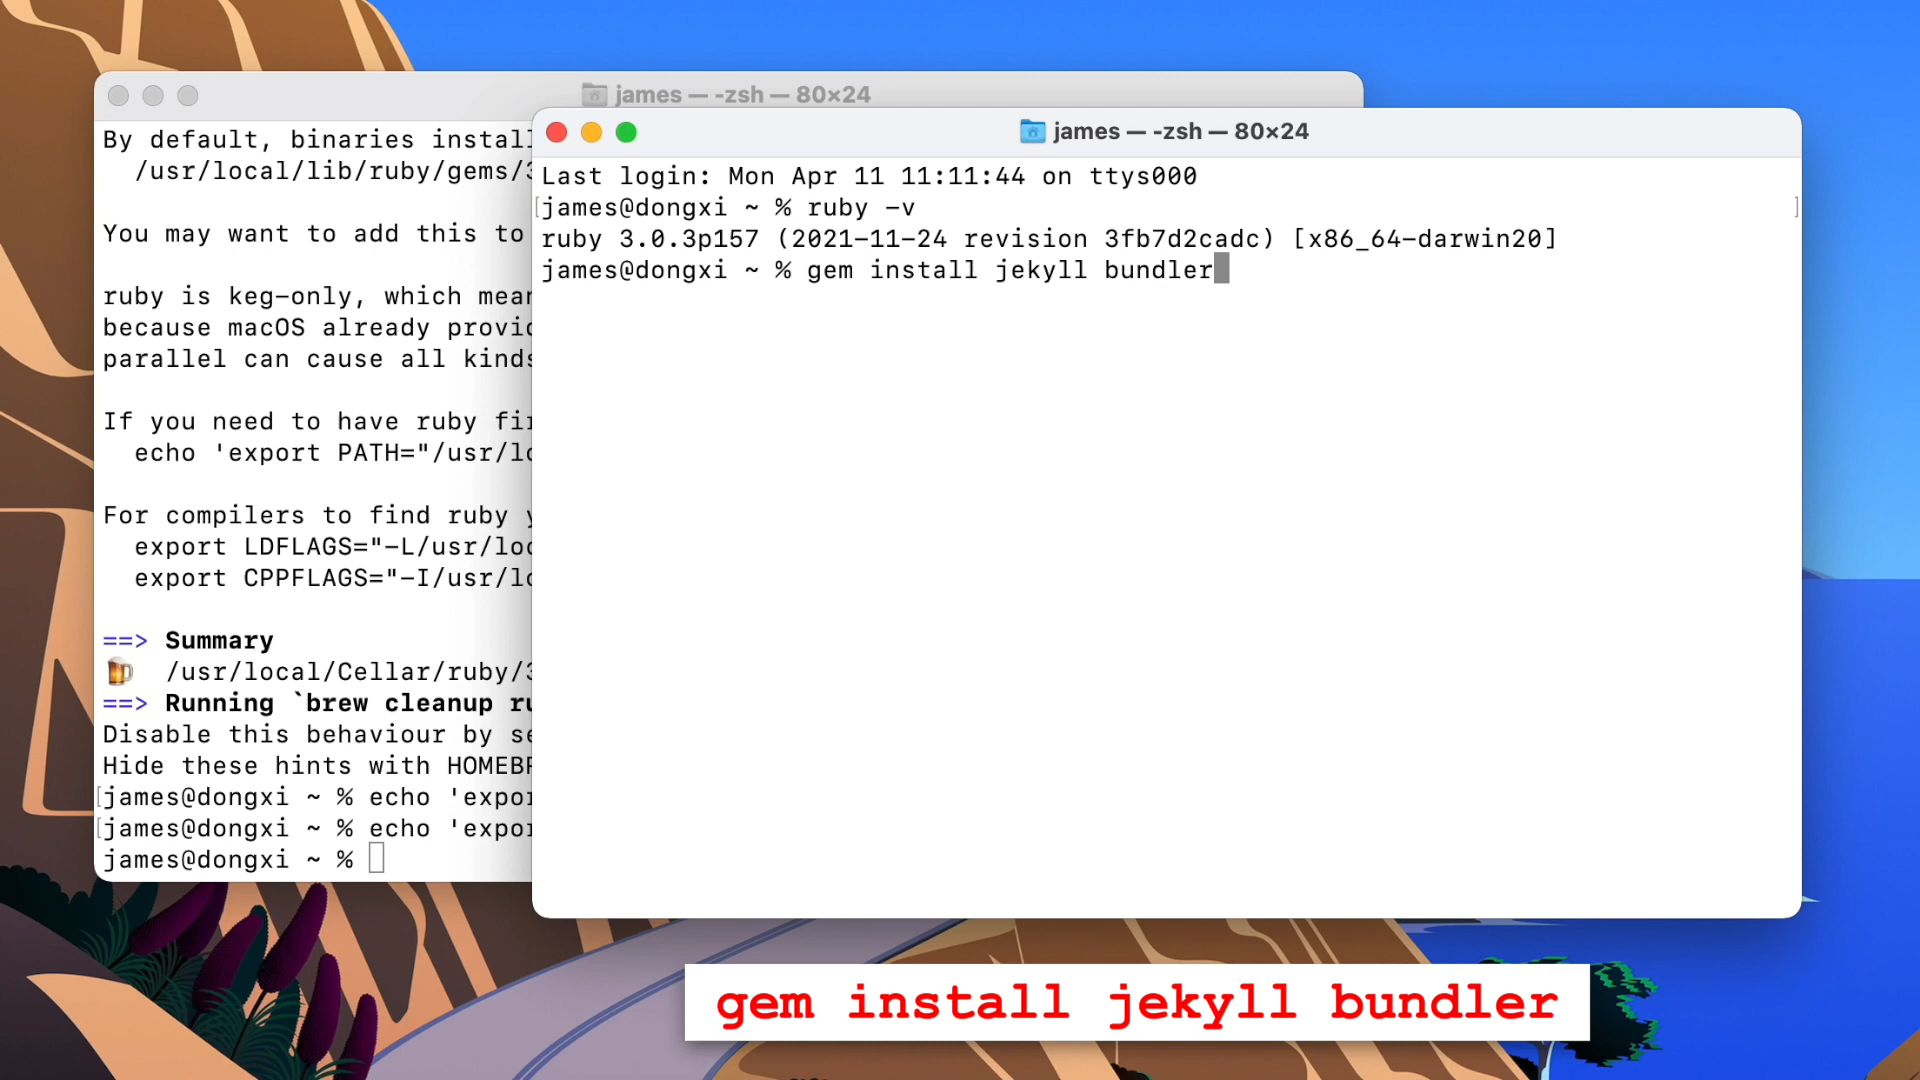 james — -zsh — 80×24
By default, binaries install
/usr/local/lib/ruby/gems/3
You may want to add this to
ruby is keg-only, which mean
because macOS already provid
parallel can cause all kinds
If you need to have ruby fir
echo 'export PATH="/usr/lo
For compilers to find ruby y
export LDFLAGS="-L/usr/loc
export CPPFLAGS="-I/usr/lo
==> Summary
/usr/local/Cellar/ruby/3
==> Running `brew cleanup ru
Disable this behaviour by se
Hide these hints with HOMEBR
[james@dongxi ~ % echo 'expor
[james@dongxi ~ % echo 'expor
james@dongxi ~ %
james — -zsh — 80×24
Last login: Mon Apr 11 11:11:44 on ttys000
[james@dongxi ~ % ruby -v ]
ruby 3.0.3p157 (2021-11-24 revision 3fb7d2cadc) [x86_64-darwin20]
james@dongxi ~ % gem install jekyll bundler
gem install jekyll bundler